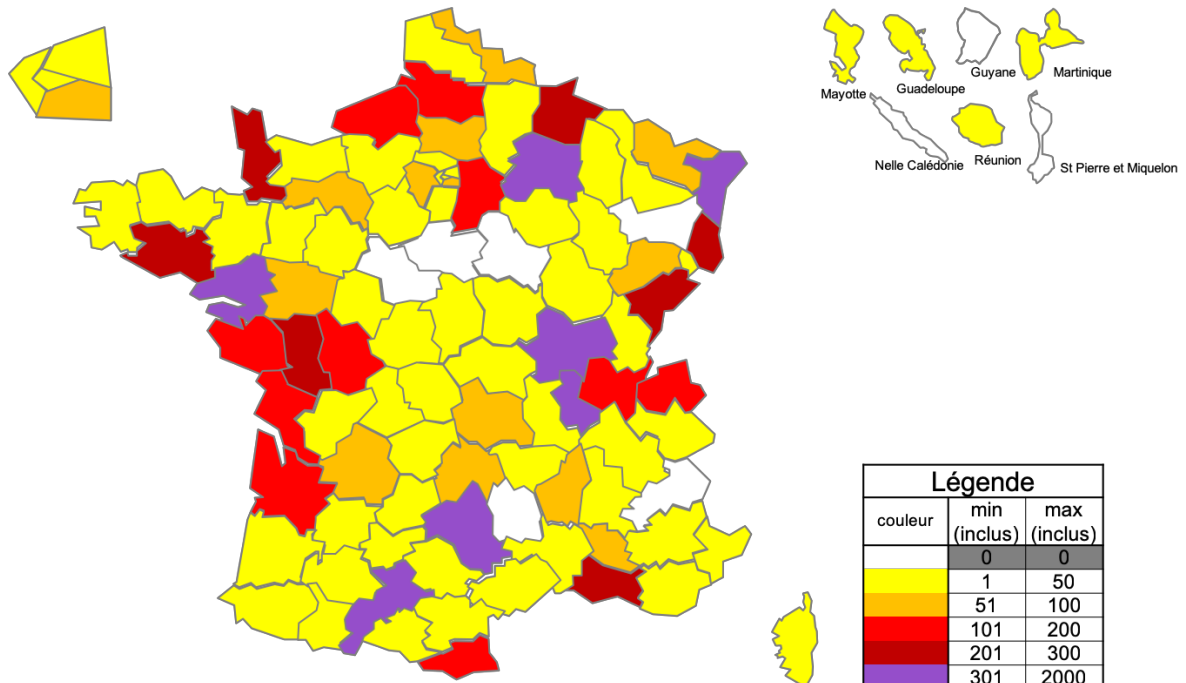 Mayotte
Guadeloupe
Guyane
Martinique
Nelle Calédonie
Réunion
St Pierre et Miquelon
Légende
couleur min (inclus) max (inclus)
0 0
1 50
51 100
101 200
201 300
301 2000